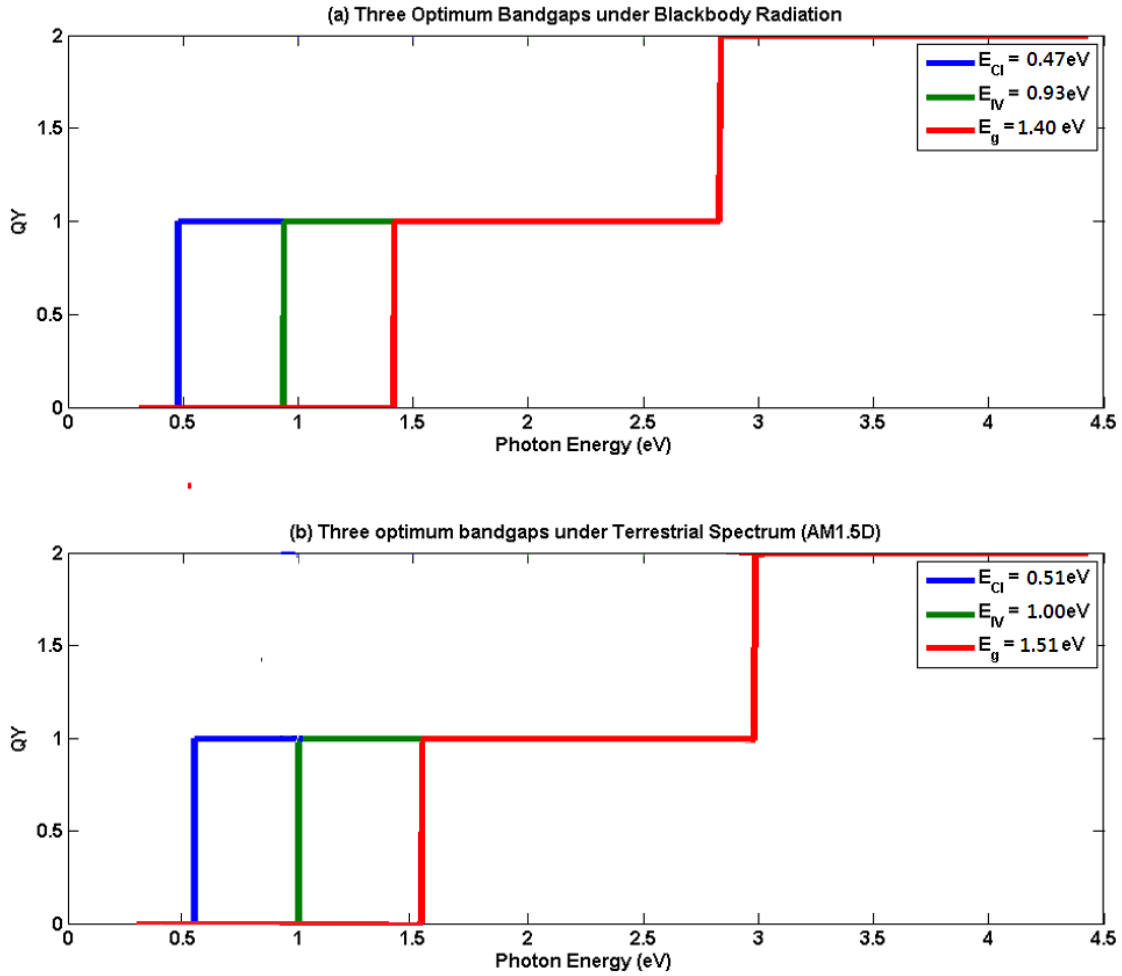 (a) Three Optimum Bandgaps under Blackbody Radiation
2
1.5
1
0.5
0
QY
E_CI = 0.47eV
E_IV = 0.93eV
E_g = 1.40 eV
0 0.5 1 1.5 2 2.5 3 3.5 4 4.5
Photon Energy (eV)
(b) Three optimum bandgaps under Terrestrial Spectrum (AM1.5D)
2
1.5
1
0.5
0
QY
E_CI = 0.51eV
E_IV = 1.00eV
E_g = 1.51eV
0 0.5 1 1.5 2 2.5 3 3.5 4 4.5
Photon Energy (eV)